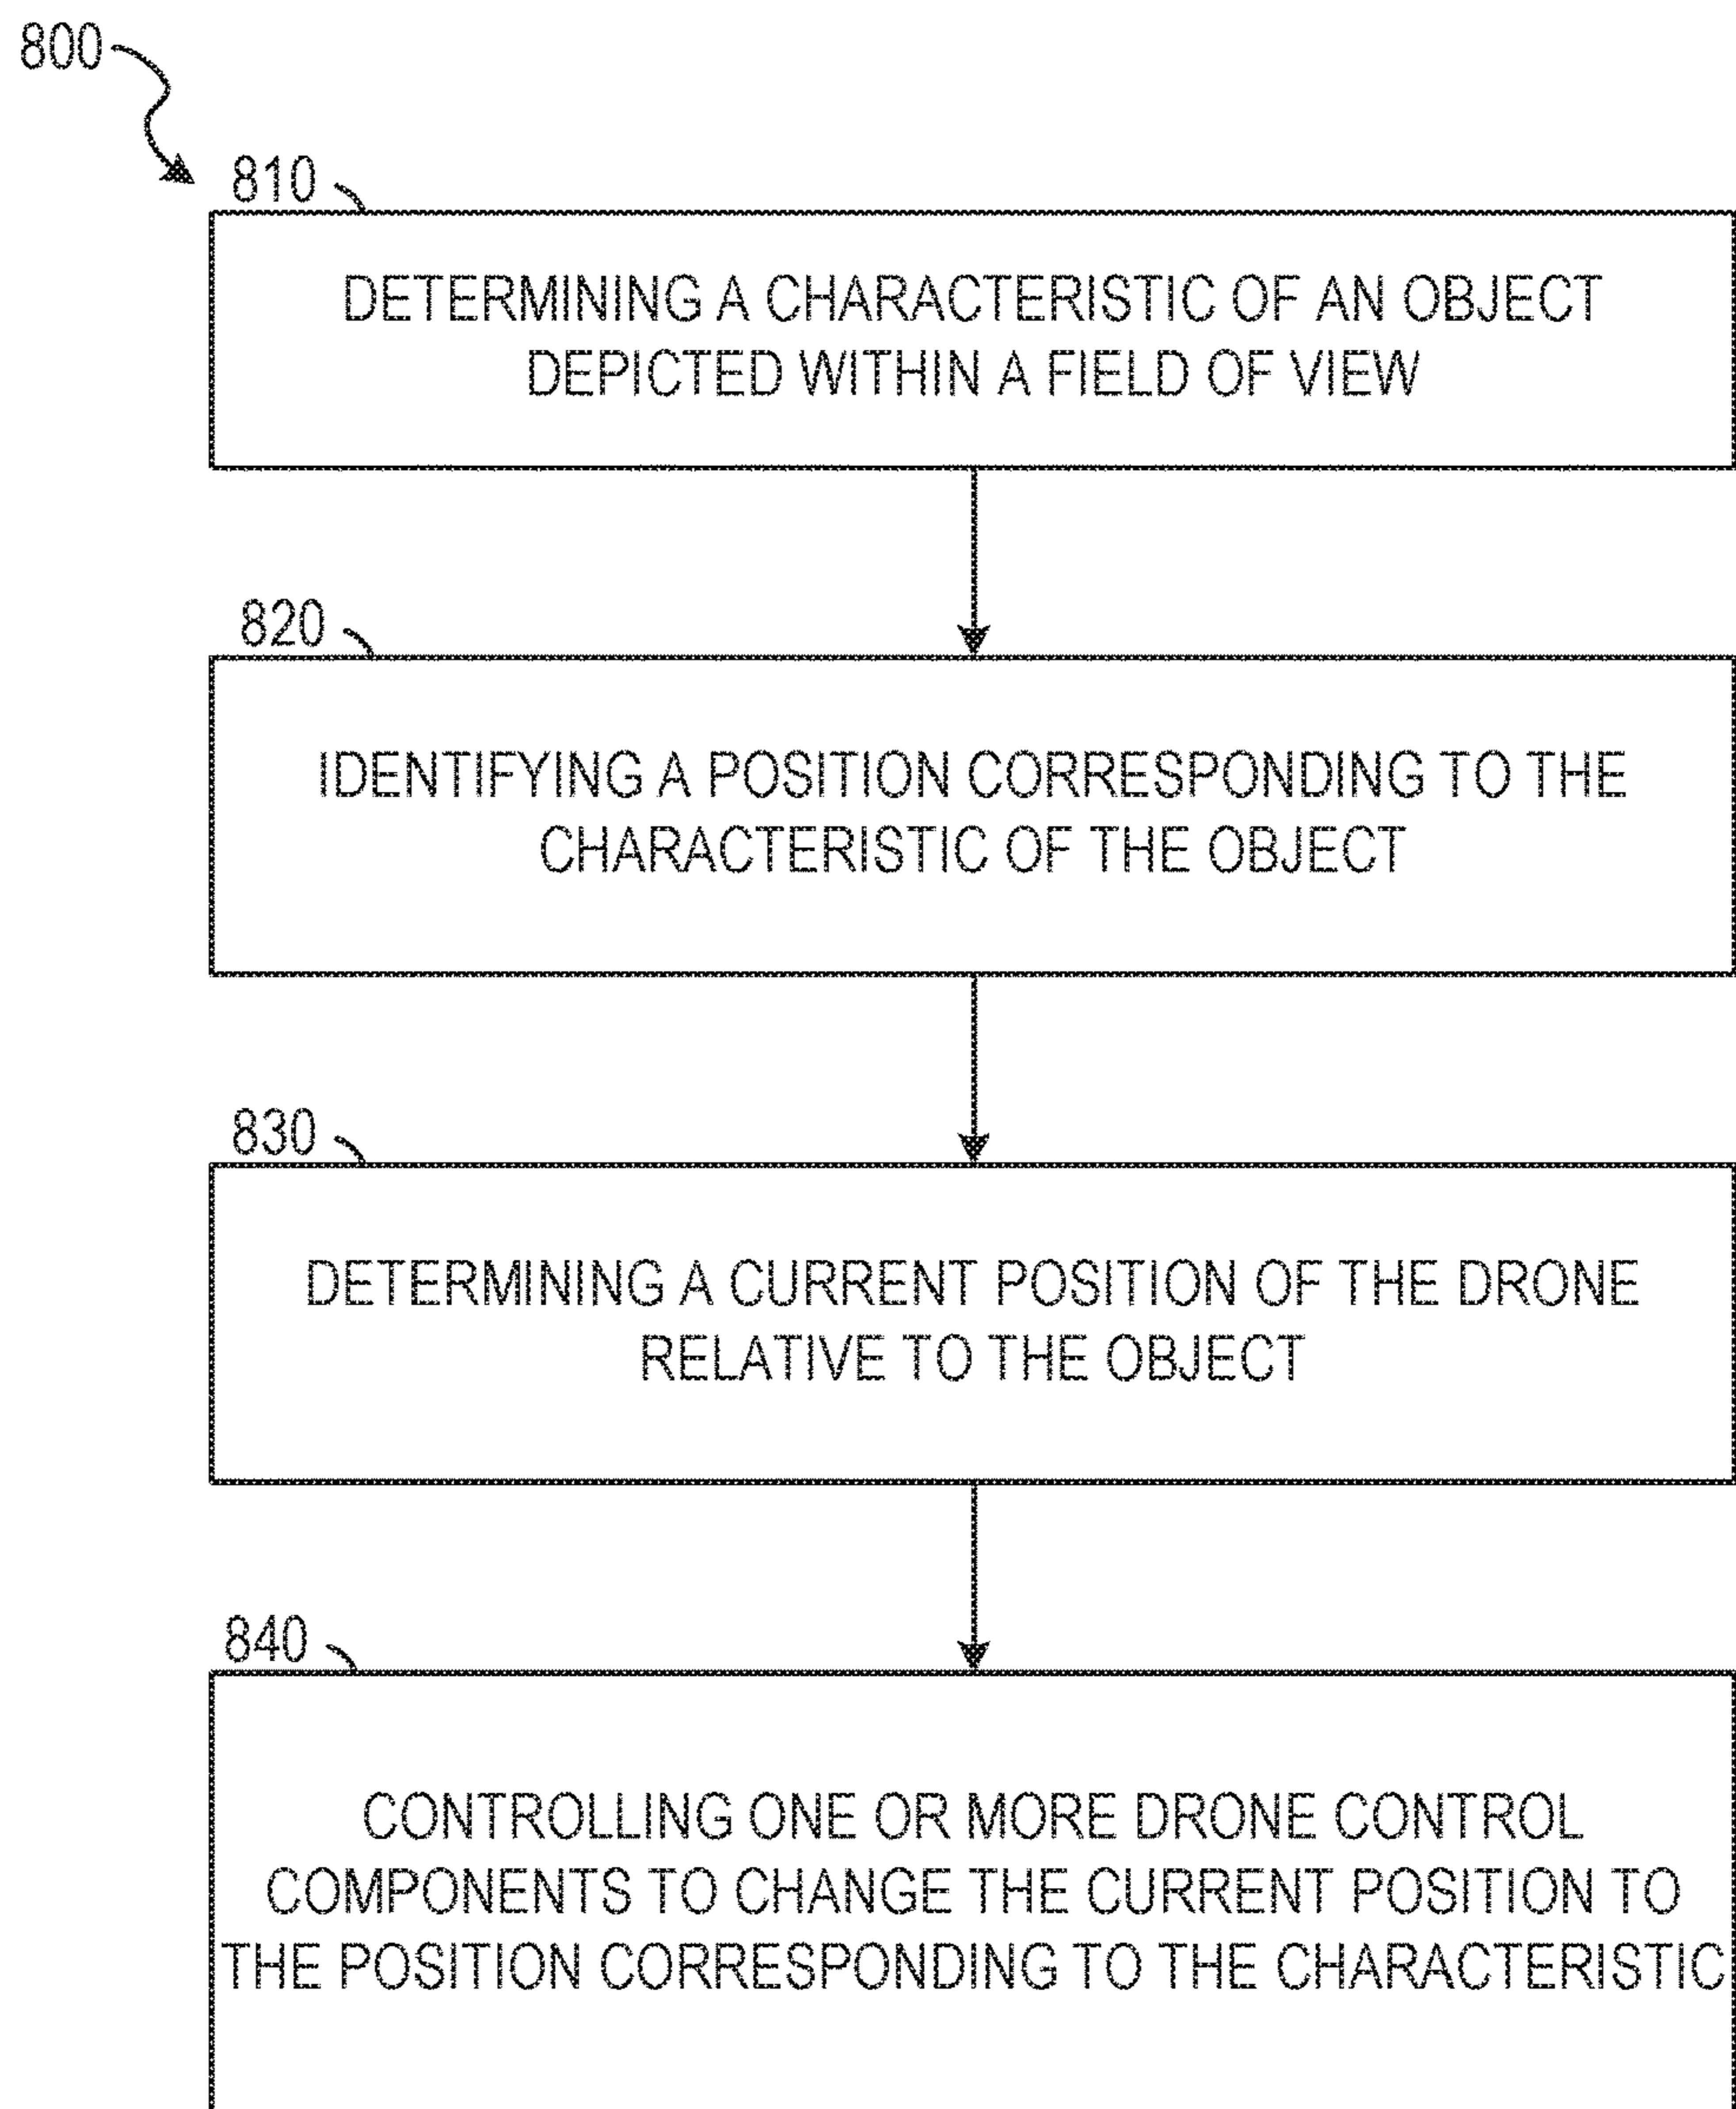 800
810
DETERMINING A CHARACTERISTIC OF AN OBJECT
DEPICTED WITHIN A FIELD OF VIEW
820
IDENTIFYING A POSITION CORRESPONDING TO THE
CHARACTERISTIC OF THE OBJECT
830
DETERMINING A CURRENT POSITION OF THE DRONE
RELATIVE TO THE OBJECT
840
CONTROLLING ONE OR MORE DRONE CONTROL
COMPONENTS TO CHANGE THE CURRENT POSITION TO
THE POSITION CORRESPONDING TO THE CHARACTERISTIC